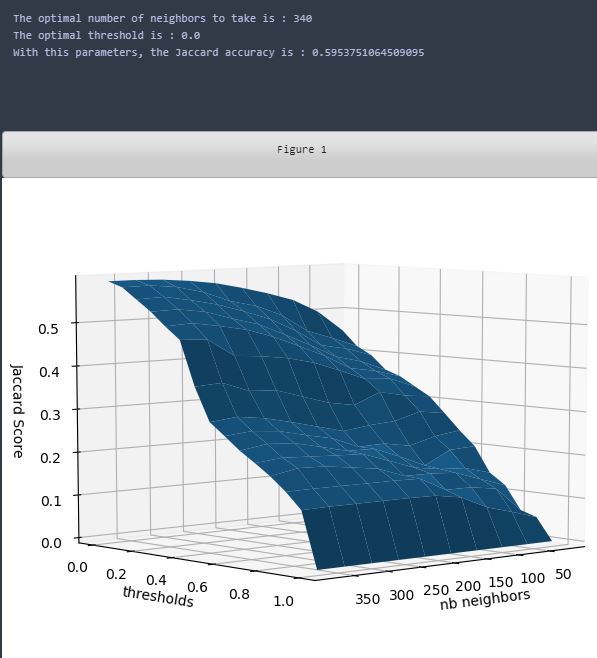 The optimal number of neighbors to take is : 340
The optimal threshold is : 0.0
With this parameters, the Jaccard accuracy is : 0.5953751064509095
Figure 1
0.5
0.4
0.3
0.2
0.1
0.0
Jaccard Score
0.0 0.2 0.4 0.6 0.8 1.0
thresholds
350 300 250 200 150 100 50
nb neighbors